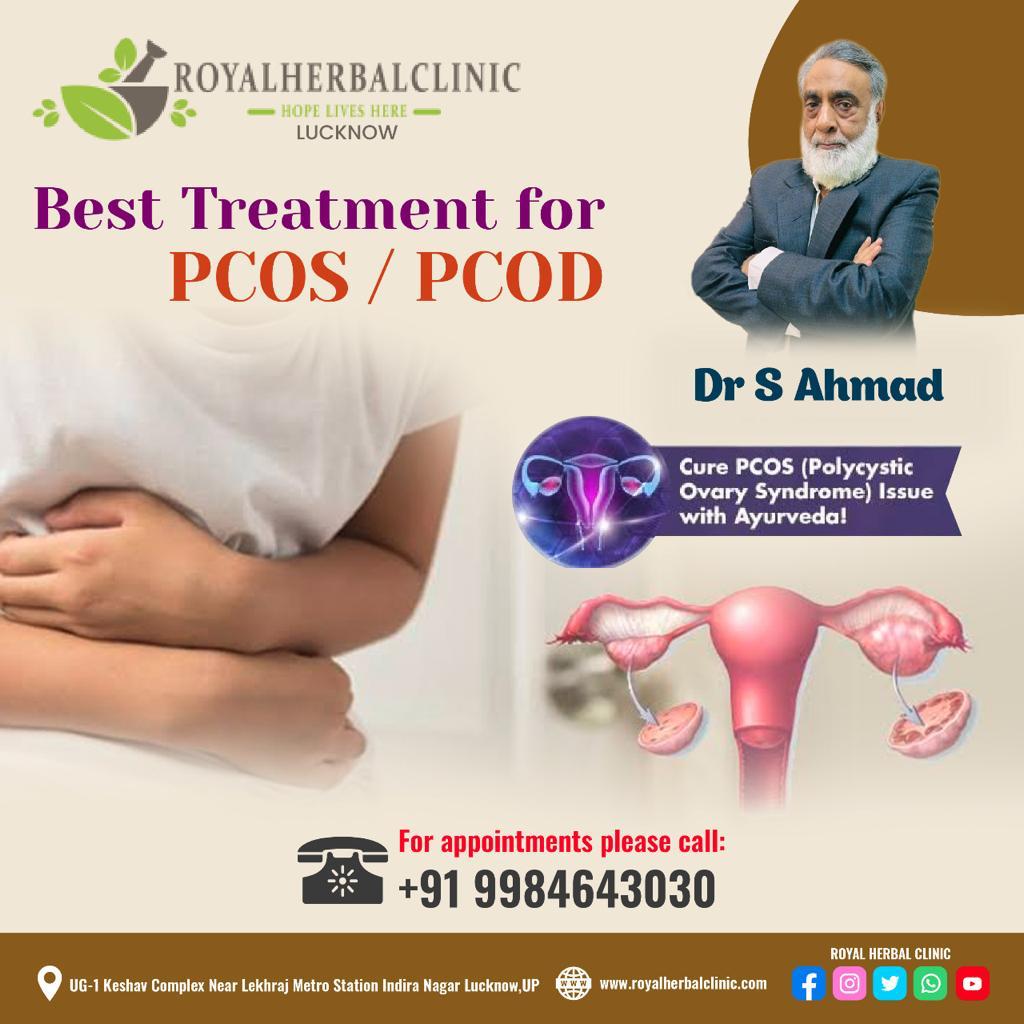 ROYALHERBALCLINIC
HOPE LIVES HERE
LUCKNOW
Best Treatment for
PCOS / PCOD
Dr S Ahmad
Cure PCOS (Polycystic
Ovary Syndrome) Issue
with Ayurveda!
For appointments please call:
+91 9984643030
UG-1 Keshav Complex Near Lekhraj Metro Station Indira Nagar Lucknow,UP
www
www.royalherbalclinic.com
ROYAL HERBAL CLINIC